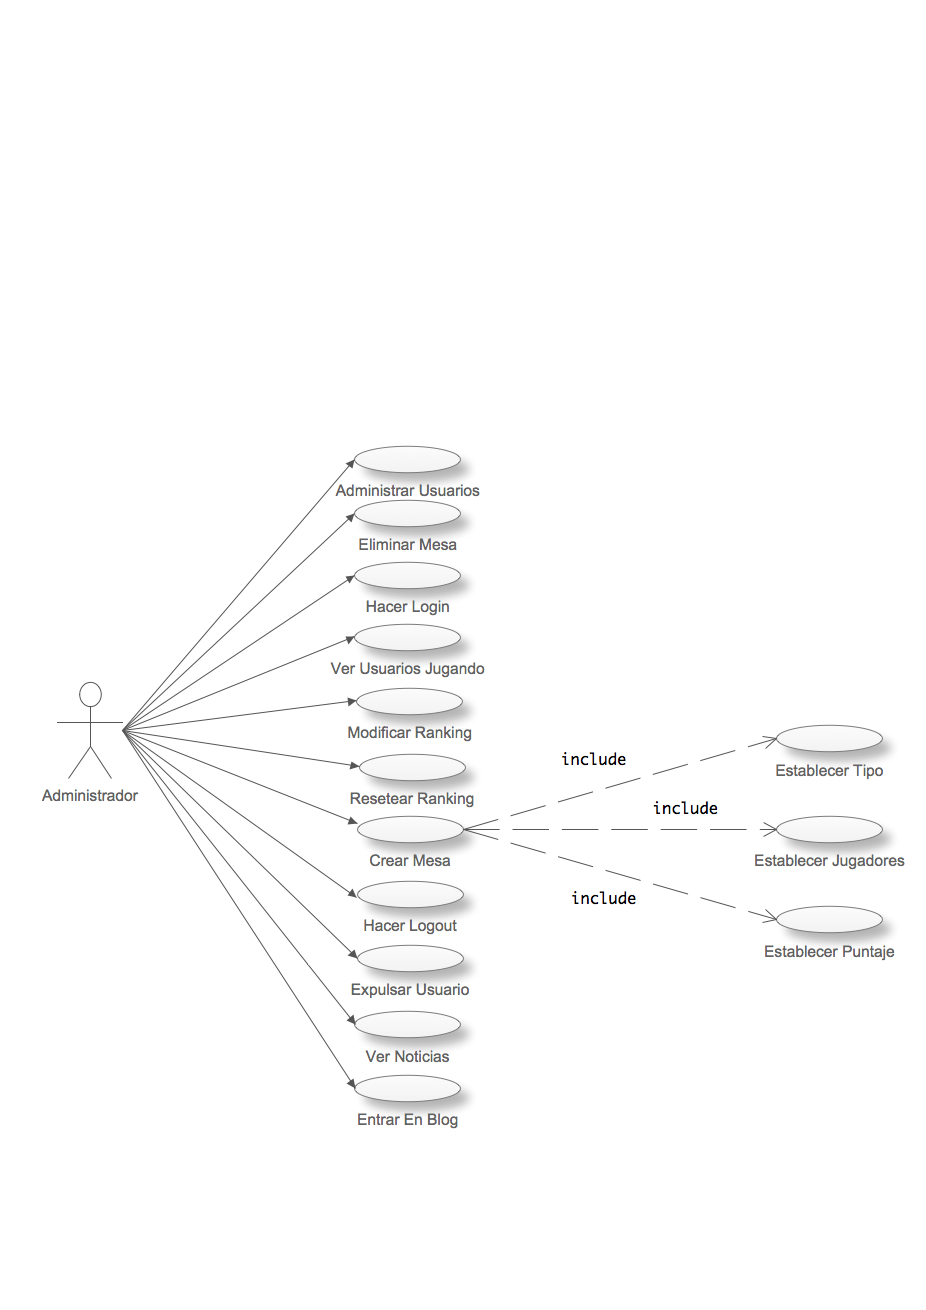 Administrar Usuarios
Eliminar Mesa
Hacer Login
Ver Usuarios Jugando
Modificar Ranking
Administrador
Resetear Ranking
Crear Mesa
Hacer Logout
Expulsar Usuario
Ver Noticias
Entrar En Blog
include
Establecer Tipo
include
Establecer Jugadores
include
Establecer Puntaje